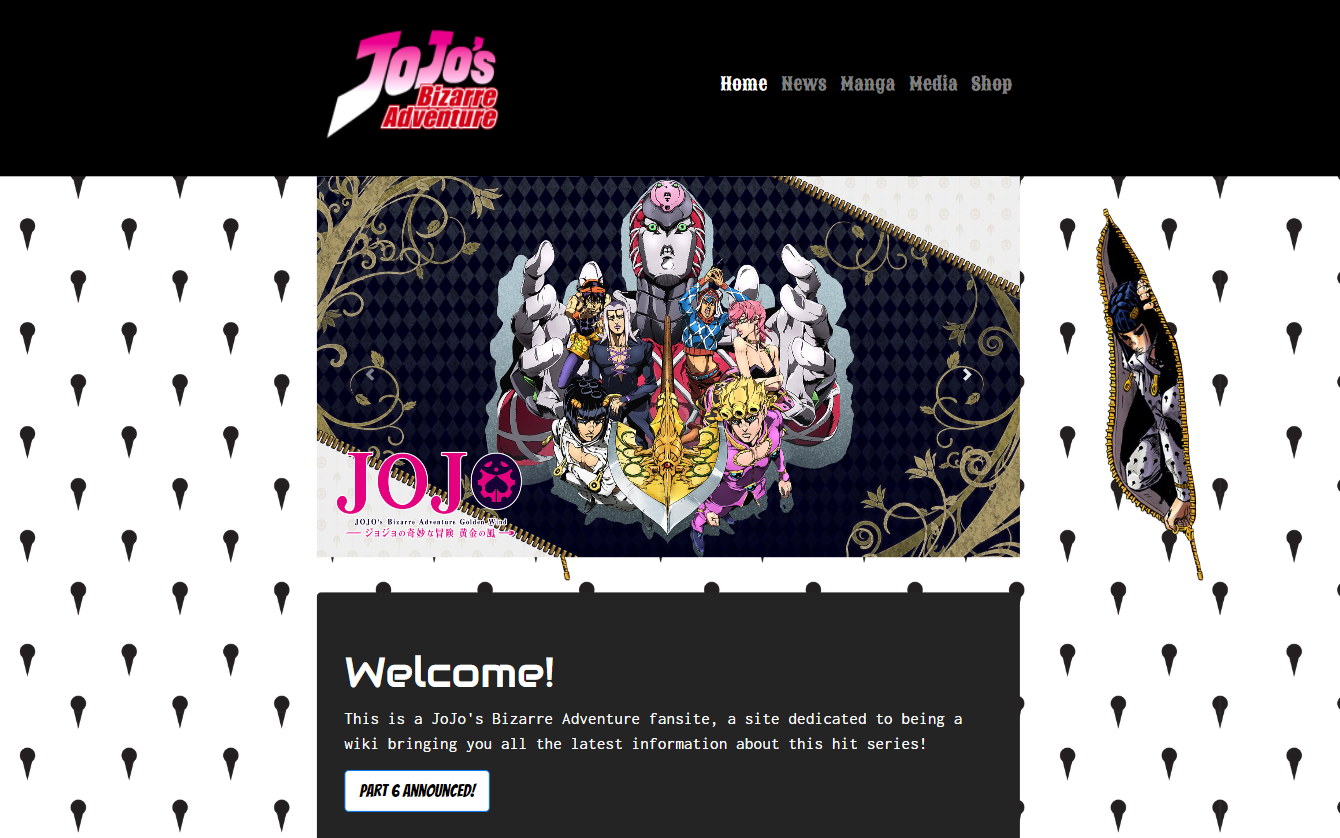 JoJo's
Bizarre
Adventure
Home News Manga Media Shop
JOJO
JOJO's Bizarre Adventure Golden Wind
ジョジョの奇妙な冒険 黄金の風
Welcome!
This is a JoJo's Bizarre Adventure fansite, a site dedicated to being a
wiki bringing you all the latest information about this hit series!
PART 6 ANNOUNCED!